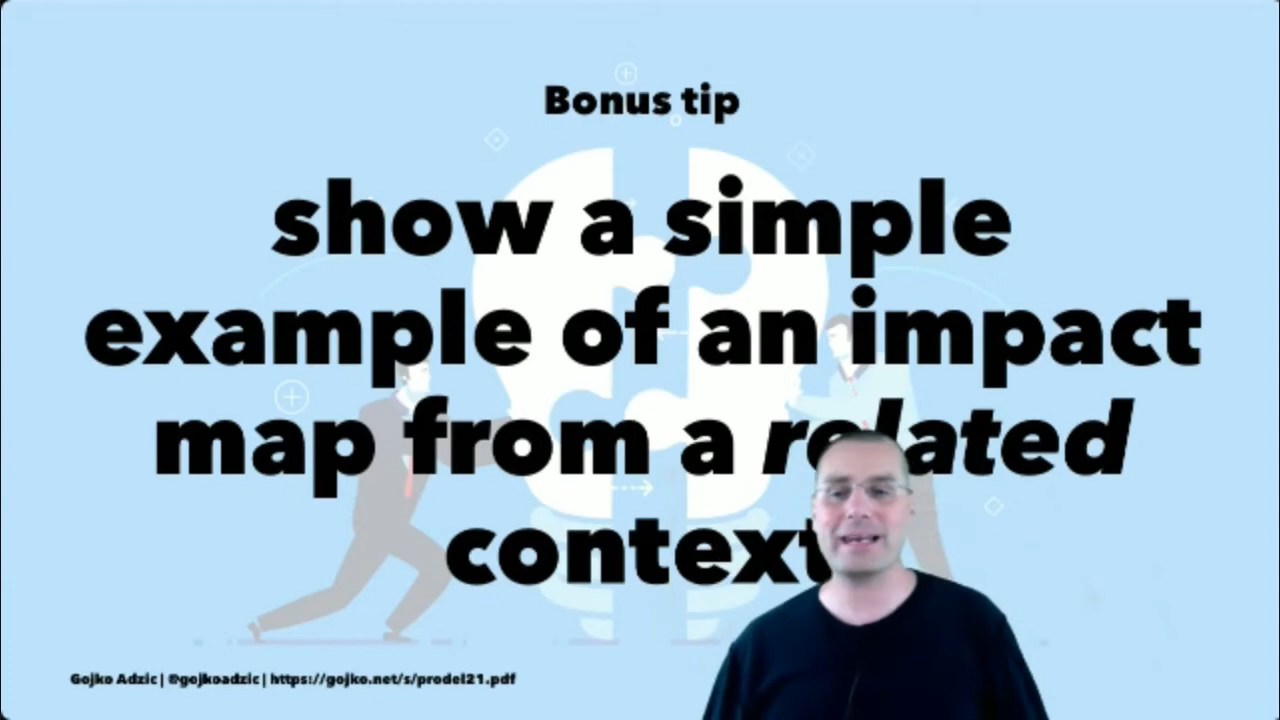 Bonus tip
show a simple
example of an impact
map from a related
context
Gojko Adzic | @gojkoadzic | https://gojko.net/s/prodel21.pdf